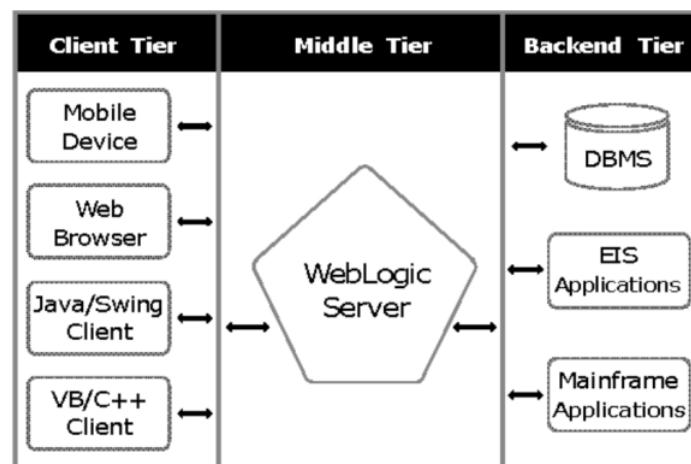 Client Tier
Middle Tier
Backend Tier
Mobile
Device
Web
Browser
Java/Swing
Client
VB/C++
Client
WebLogic
Server
DBMS
EIS
Applications
Mainframe
Applications